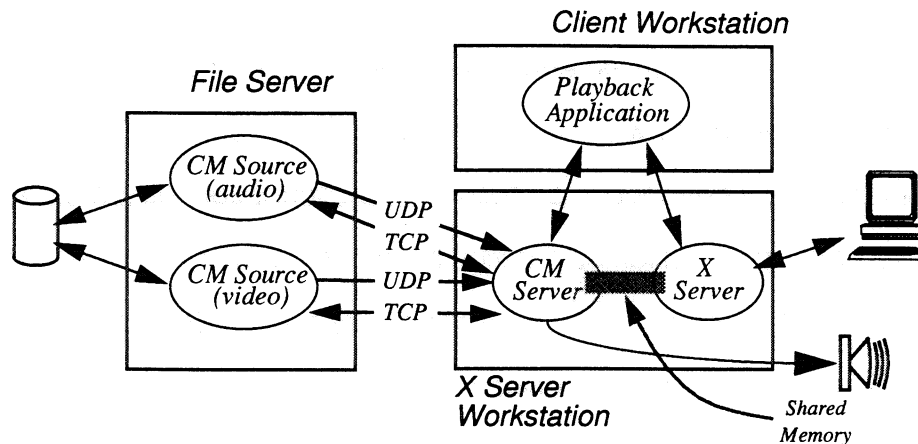 Client Workstation
File Server
Playback
Application
CM Source
(audio)
UDP
TCP
CM Source
(video)
UDP
TCP
CM
Server
X
Server
X Server
Workstation
Shared
Memory